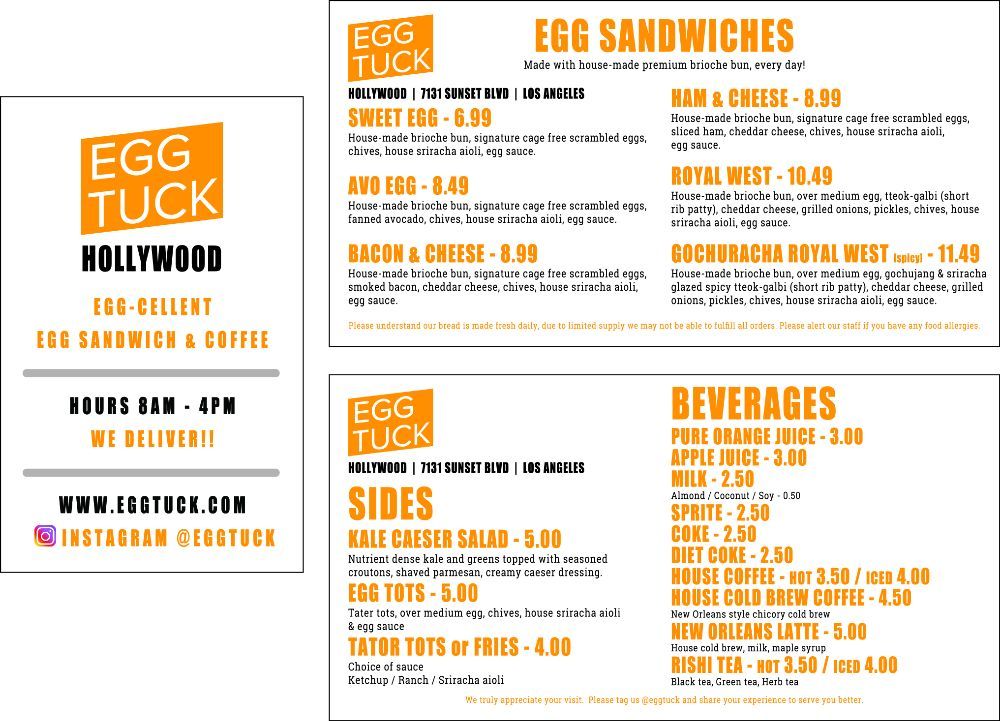 EGG
TUCK
HOLLYWOOD
EGG-CELLENT
EGG SANDWICH & COFFEE
HOURS 8AM - 4PM
WE DELIVER!!
WWW.EGGTUCK.COM
INSTAGRAM @EGGTUCK
EGG
TUCK
HOLLYWOOD | 7131 SUNSET BLVD | LOS ANGELES
EGG SANDWICHES
Made with house-made premium brioche bun, every day!
SWEET EGG - 6.99
House-made brioche bun, signature cage free scrambled eggs,
chives, house sriracha aioli, egg sauce.
AVO EGG - 8.49
House-made brioche bun, signature cage free scrambled eggs,
fanned avocado, chives, house sriracha aioli, egg sauce.
BACON & CHEESE - 8.99
House-made brioche bun, signature cage free scrambled eggs,
smoked bacon, cheddar cheese, chives, house sriracha aioli,
egg sauce.
HAM & CHEESE - 8.99
House-made brioche bun, signature cage free scrambled eggs,
sliced ham, cheddar cheese, chives, house sriracha aioli,
egg sauce.
ROYAL WEST - 10.49
House-made brioche bun, over medium egg, tteok-galbi (short
rib patty), cheddar cheese, grilled onions, pickles, chives, house
sriracha aioli, egg sauce.
GOCHURACHA ROYAL WEST (spicy) - 11.49
House-made brioche bun, over medium egg, gochujang & sriracha
glazed spicy tteok-galbi (short rib patty), cheddar cheese, grilled
onions, pickles, chives, house sriracha aioli, egg sauce.
Please understand our bread is made fresh daily, due to limited supply we may not be able to fulfill all orders. Please alert our staff if you have any food allergies.
EGG
TUCK
HOLLYWOOD | 7131 SUNSET BLVD | LOS ANGELES
SIDES
KALE CAESER SALAD - 5.00
Nutrient dense kale and greens topped with seasoned
croutons, shaved parmesan, creamy caeser dressing.
EGG TOTS - 5.00
Tater tots, over medium egg, chives, house sriracha aioli
& egg sauce
TATOR TOTS or FRIES - 4.00
Choice of sauce
Ketchup / Ranch / Sriracha aioli
BEVERAGES
PURE ORANGE JUICE - 3.00
APPLE JUICE - 3.00
MILK - 2.50
Almond / Coconut / Soy - 0.50
SPRITE - 2.50
COKE - 2.50
DIET COKE - 2.50
HOUSE COFFEE - HOT 3.50 / ICED 4.00
HOUSE COLD BREW COFFEE - 4.50
New Orleans style chicory cold brew
NEW ORLEANS LATTE - 5.00
House cold brew, milk, maple syrup
RISHI TEA - HOT 3.50 / ICED 4.00
Black tea, Green tea, Herb tea
We truly appreciate your visit. Please tag us @eggtuck and share your experience to serve you better.